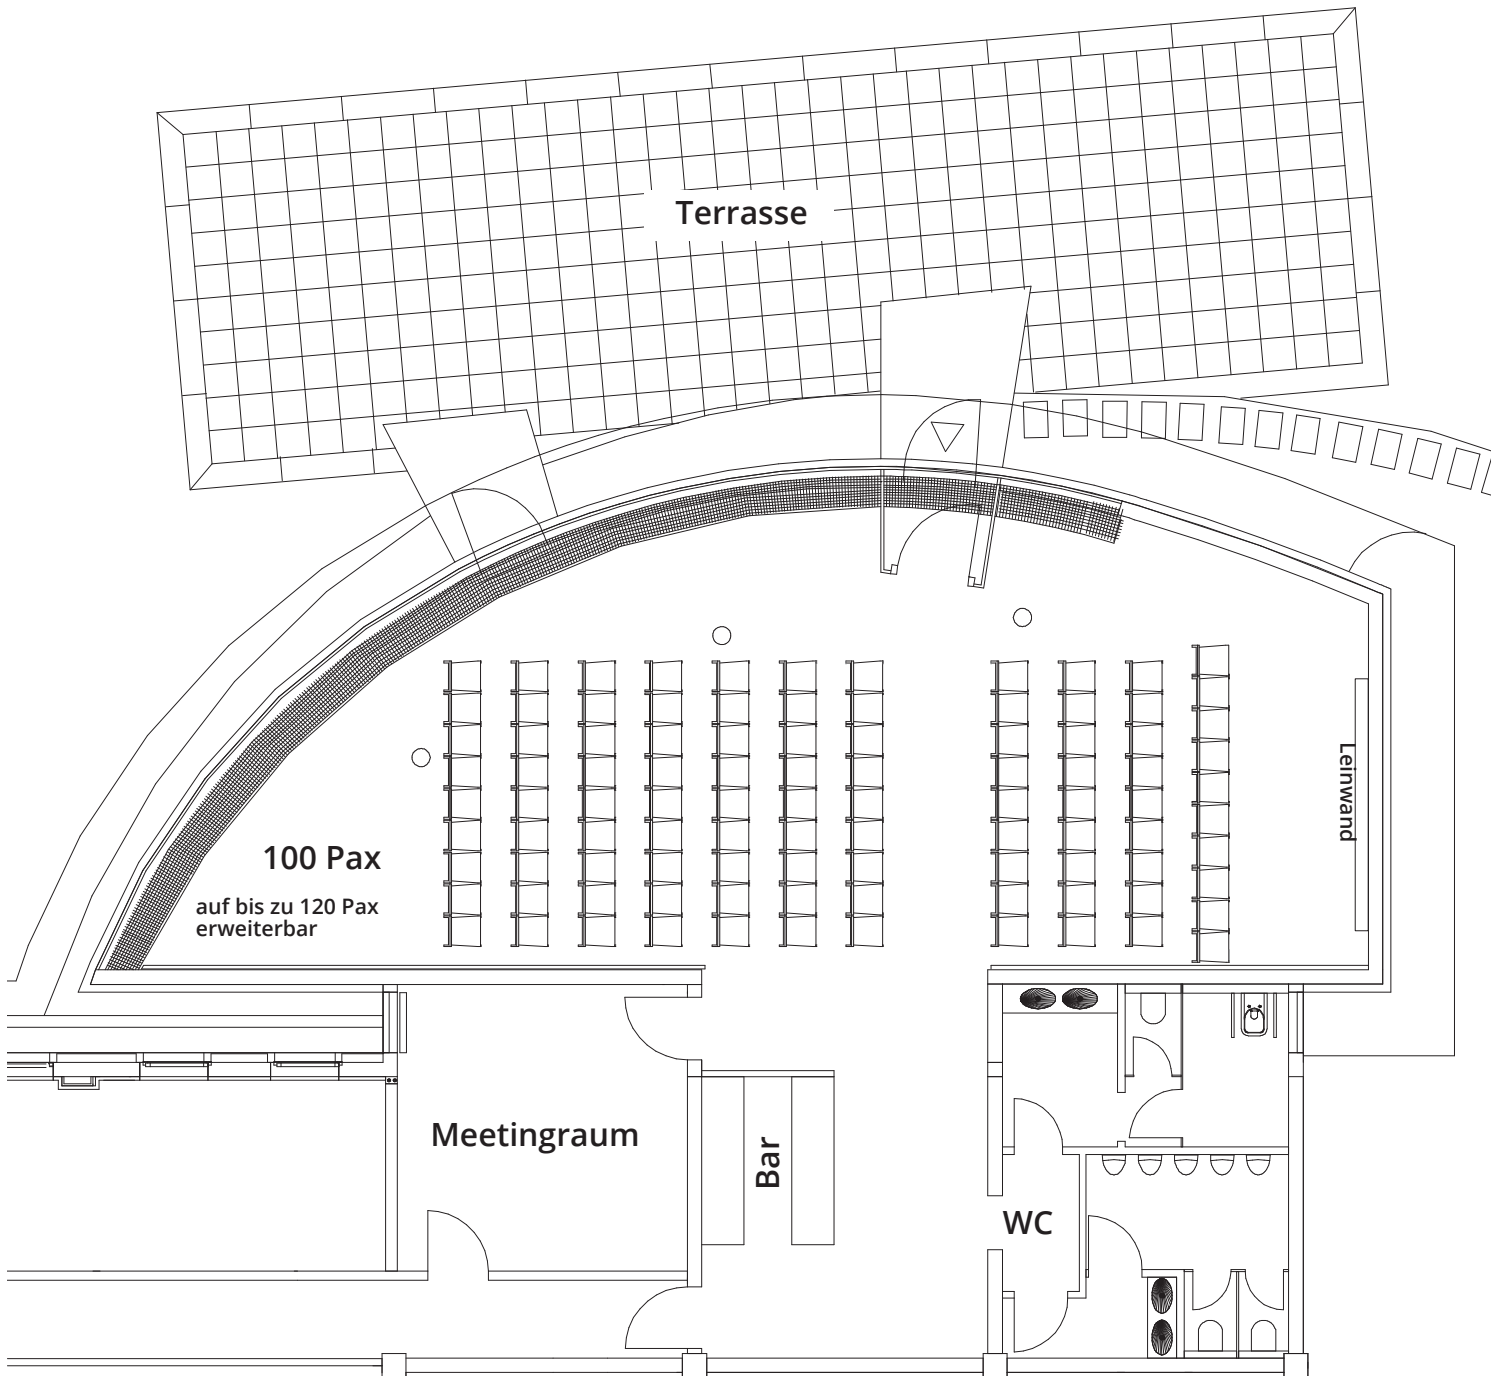 Terrasse
Leinwand
100 Pax
auf bis zu 120 Pax
erweiterbar
Meetingraum
Bar
WC